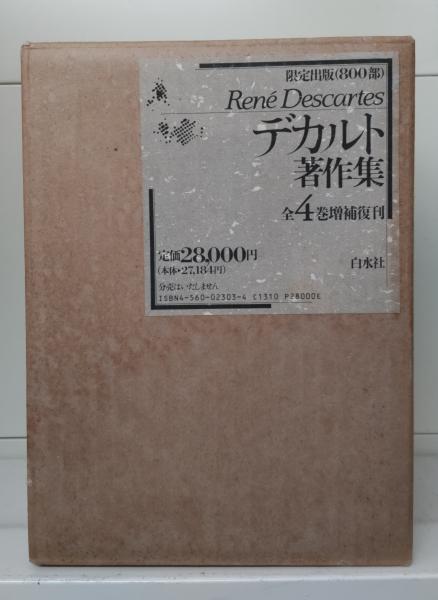 限定出版(800部)
René Descartes
デカルト
著作集
全4巻増補復刊
定価28,000円
(本体・27,184円)
白水社
分売はいたしません
ISBN4-560-02303-4 C1310 P28000E